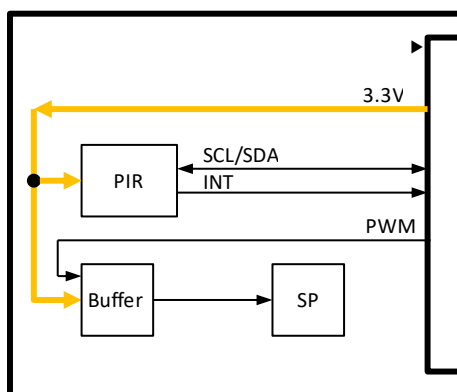 3.3V
SCL/SDA
PIR
INT
PWM
Buffer
SP